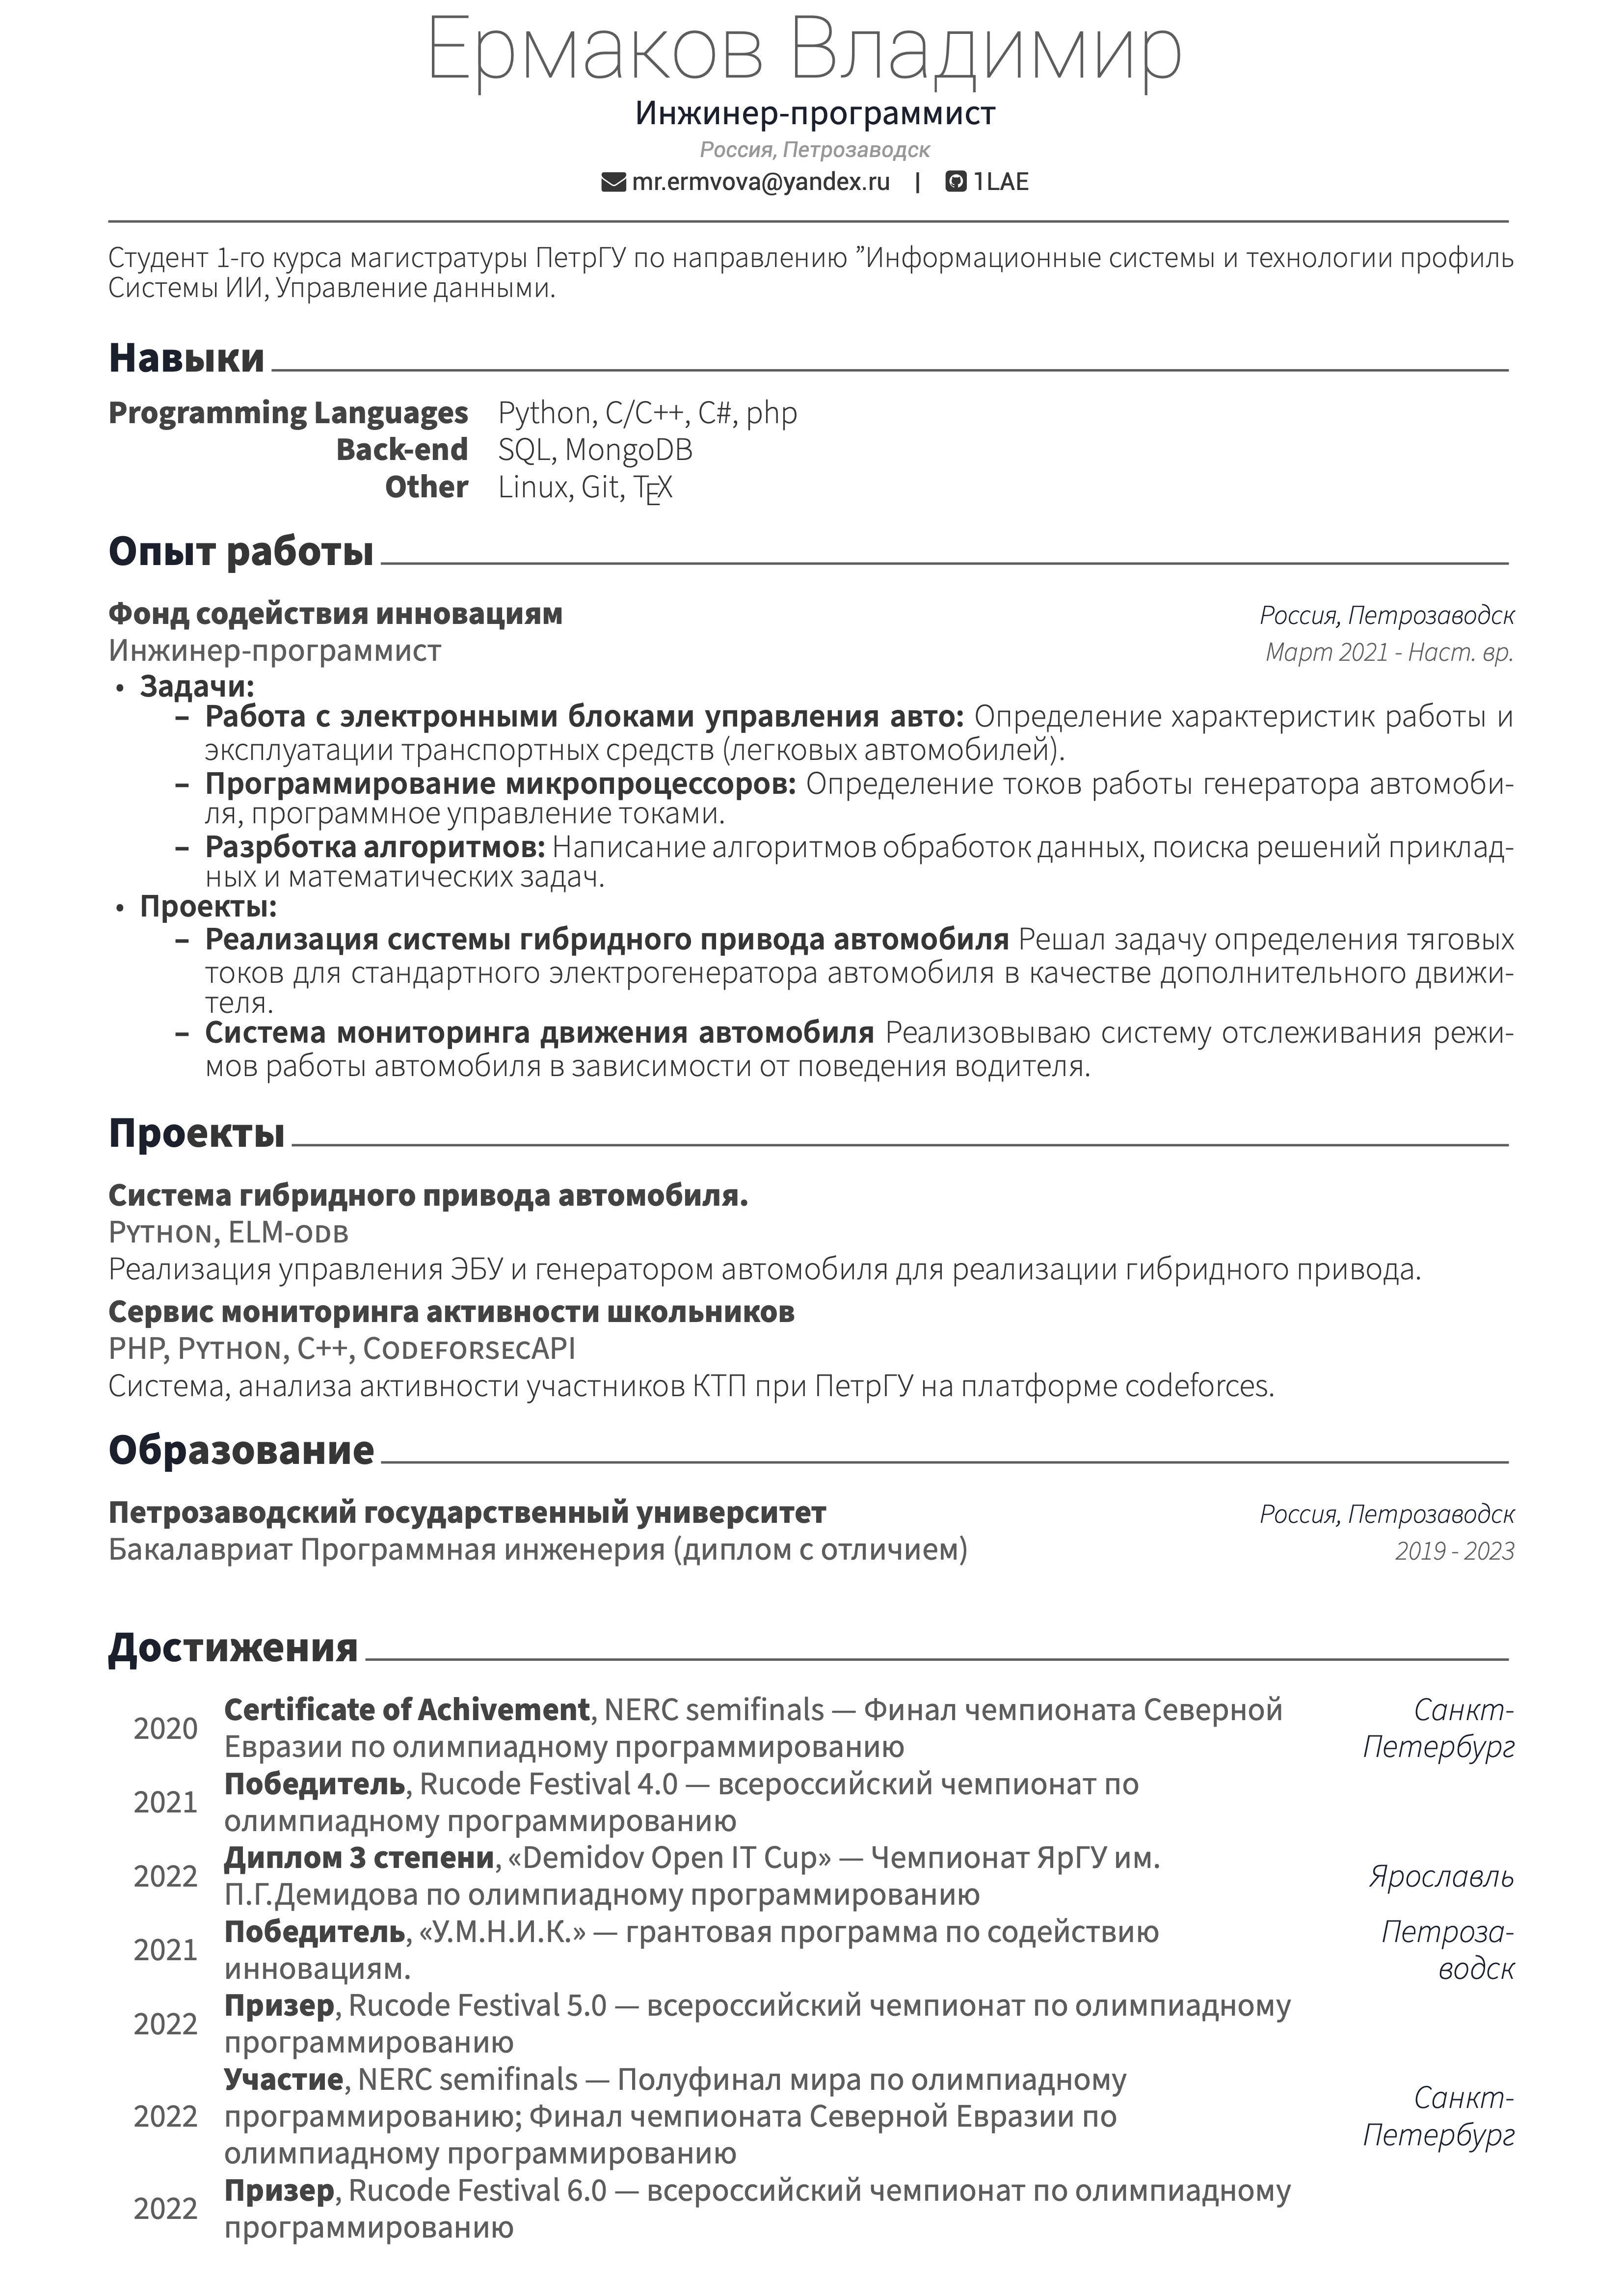 Ермаков Владимир
Инжинер-программист
Россия, Петрозаводск
mr.ermvova@yandex.ru | 1LAE
Студент 1-го курса магистратуры ПетрГУ по направлению ”Информационные системы и технологии профиль
Системы ИИ, Управление данными.
Навыки
Programming Languages Python, C/C++, C#, php
Back-end SQL, MongoDB
Other Linux, Git, TEX
Опыт работы
Фонд содействия инновациям Россия, Петрозаводск
Инжинер-программист Март 2021 - Наст. вр.
• Задачи:
– Работа с электронными блоками управления авто: Определение характеристик работы и
эксплуатации транспортных средств (легковых автомобилей).
– Программирование микропроцессоров: Определение токов работы генератора автомоби-
ля, программное управление токами.
– Разрботка алгоритмов: Написание алгоритмов обработок данных, поиска решений приклад-
ных и математических задач.
• Проекты:
– Реализация системы гибридного привода автомобиля Решал задачу определения тяговых
токов для стандартного электрогенератора автомобиля в качестве дополнительного движи-
теля.
– Система мониторинга движения автомобиля Реализовываю систему отслеживания режи-
мов работы автомобиля в зависимости от поведения водителя.
Проекты
Система гибридного привода автомобиля.
Python, ELM-odb
Реализация управления ЭБУ и генератором автомобиля для реализации гибридного привода.
Сервис мониторинга активности школьников
PHP, Python, C++, CodeforsecAPI
Система, анализа активности участников КТП при ПетрГУ на платформе codeforces.
Образование
Петрозаводский государственный университет Россия, Петрозаводск
Бакалавриат Программная инженерия (диплом с отличием) 2019 - 2023
Достижения
Certificate of Achivement, NERC semifinals — Финал чемпионата Северной Санкт-
2020
Евразии по олимпиадному программированию Петербург
Победитель, Rucode Festival 4.0 — всероссийский чемпионат по
2021
олимпиадному программированию
Диплом 3 степени, «Demidov Open IT Cup» — Чемпионат ЯрГУ им.
2022 Ярославль
П.Г.Демидова по олимпиадному программированию
Победитель, «У.М.Н.И.К.» — грантовая программа по содействию Петроза-
2021
инновациям. водск
Призер, Rucode Festival 5.0 — всероссийский чемпионат по олимпиадному
2022
программированию
Участие, NERC semifinals — Полуфинал мира по олимпиадному
Санкт-
2022 программированию; Финал чемпионата Северной Евразии по
Петербург
олимпиадному программированию
Призер, Rucode Festival 6.0 — всероссийский чемпионат по олимпиадному
2022
программированию